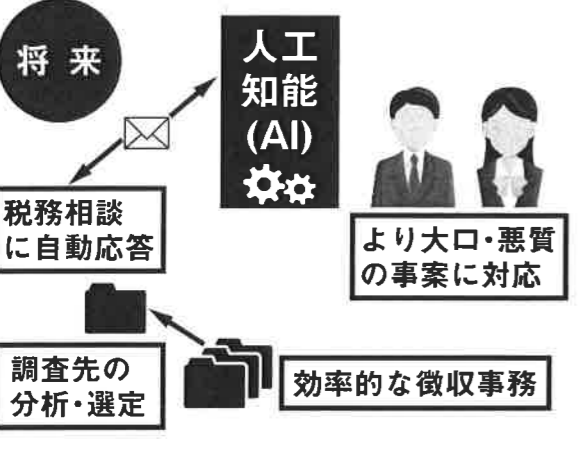 将来
人工
知能
(AI)
税務相談
に自動応答
より大口・悪質
の事案に対応
調査先の
分析・選定
効率的な徴収事務